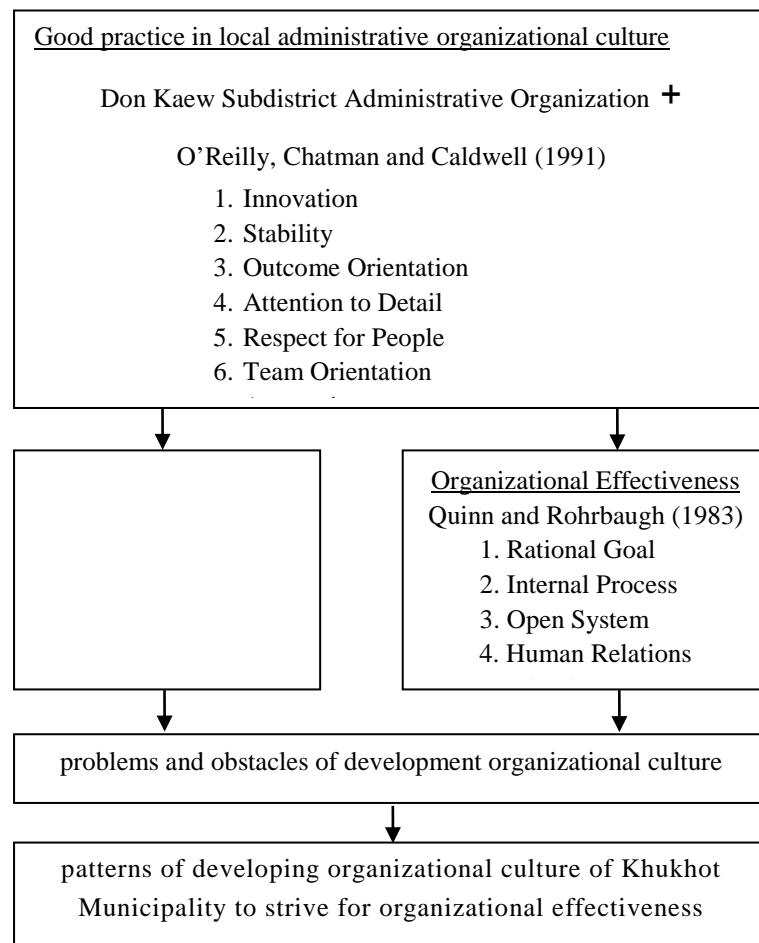 Good practice in local administrative organizational culture
Don Kaew Subdistrict Administrative Organization +
O’Reilly, Chatman and Caldwell (1991)
1. Innovation
2. Stability
3. Outcome Orientation
4. Attention to Detail
5. Respect for People
6. Team Orientation
Organizational Effectiveness
Quinn and Rohrbaugh (1983)
1. Rational Goal
2. Internal Process
3. Open System
4. Human Relations
problems and obstacles of development organizational culture
patterns of developing organizational culture of Khukhot
Municipality to strive for organizational effectiveness